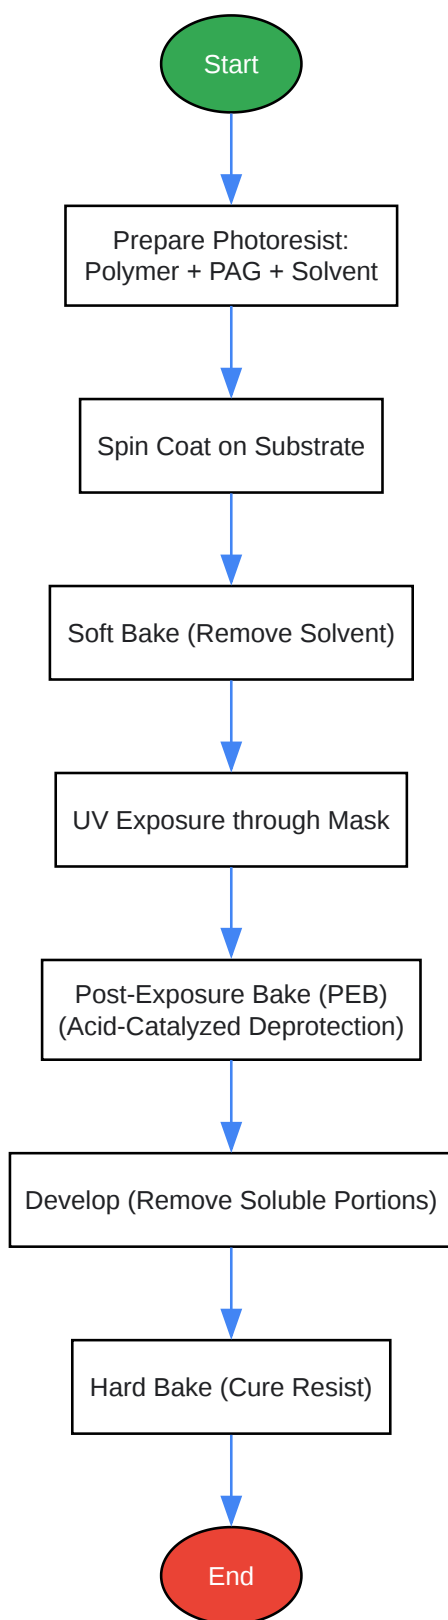 Start
Prepare Photoresist:
Polymer + PAG + Solvent
Spin Coat on Substrate
Soft Bake (Remove Solvent)
UV Exposure through Mask
Post-Exposure Bake (PEB)
(Acid-Catalyzed Deprotection)
Develop (Remove Soluble Portions)
Hard Bake (Cure Resist)
End